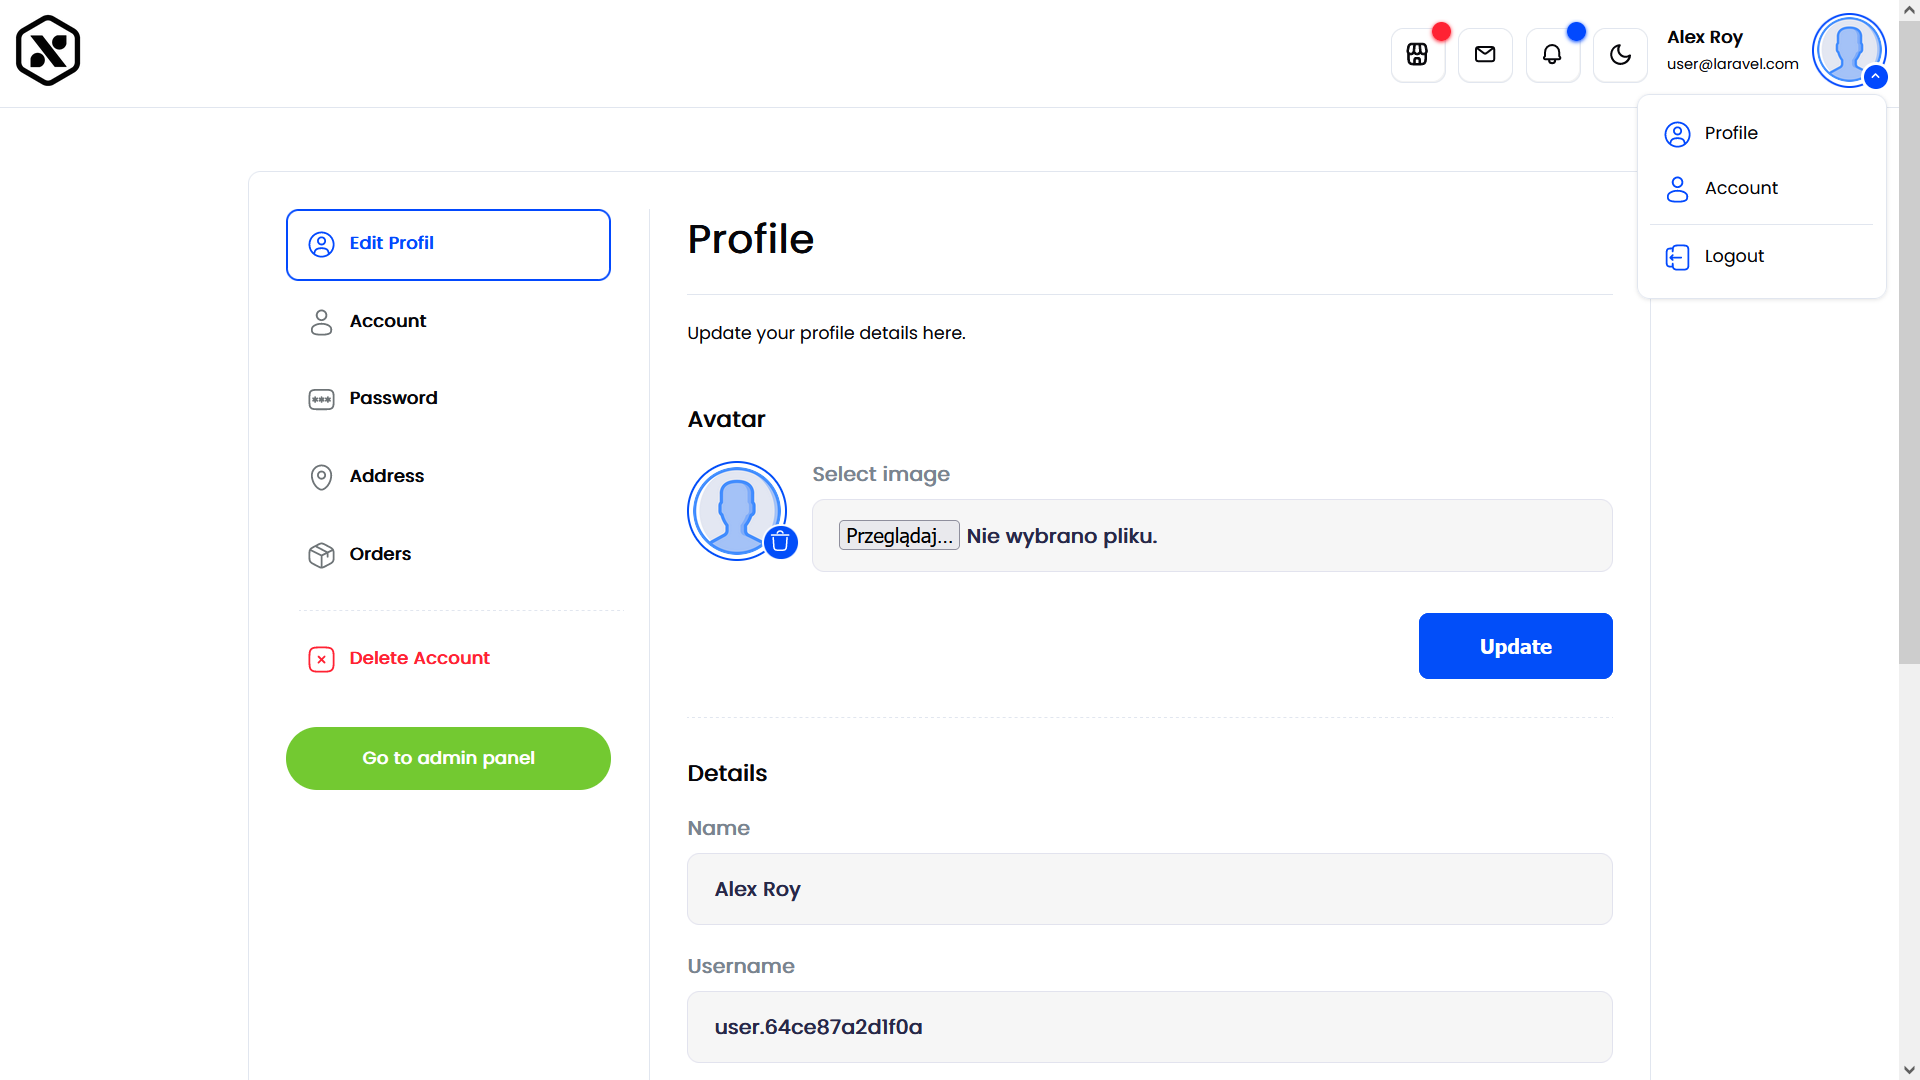 Alex Roy
user@laravel.com
Profile
Account
Logout
Edit Profil
Account
Password
Address
Orders
Delete Account
Go to admin panel
Profile
Update your profile details here.
Avatar
Select image
Przeglądaj... Nie wybrano pliku.
Update
Details
Name
Alex Roy
Username
user.64ce87a2d1f0a